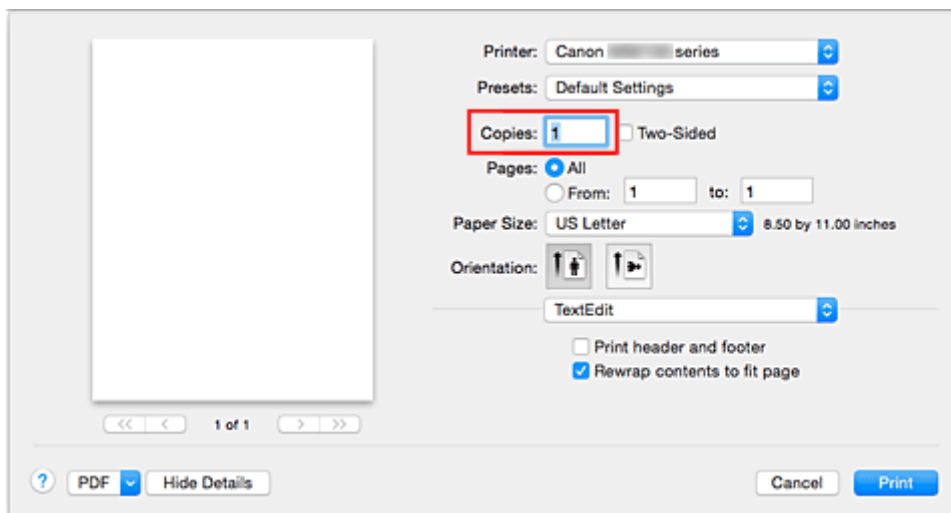 Printer: Canon series
Presets: Default Settings
Copies: 1 Two-Sided
Pages: All
From: 1 to: 1
Paper Size: US Letter 8.50 by 11.00 inches
Orientation:
TextEdit
Print header and footer
Rewrap contents to fit page
<< < 1 of 1 > >>
? PDF Hide Details Cancel Print